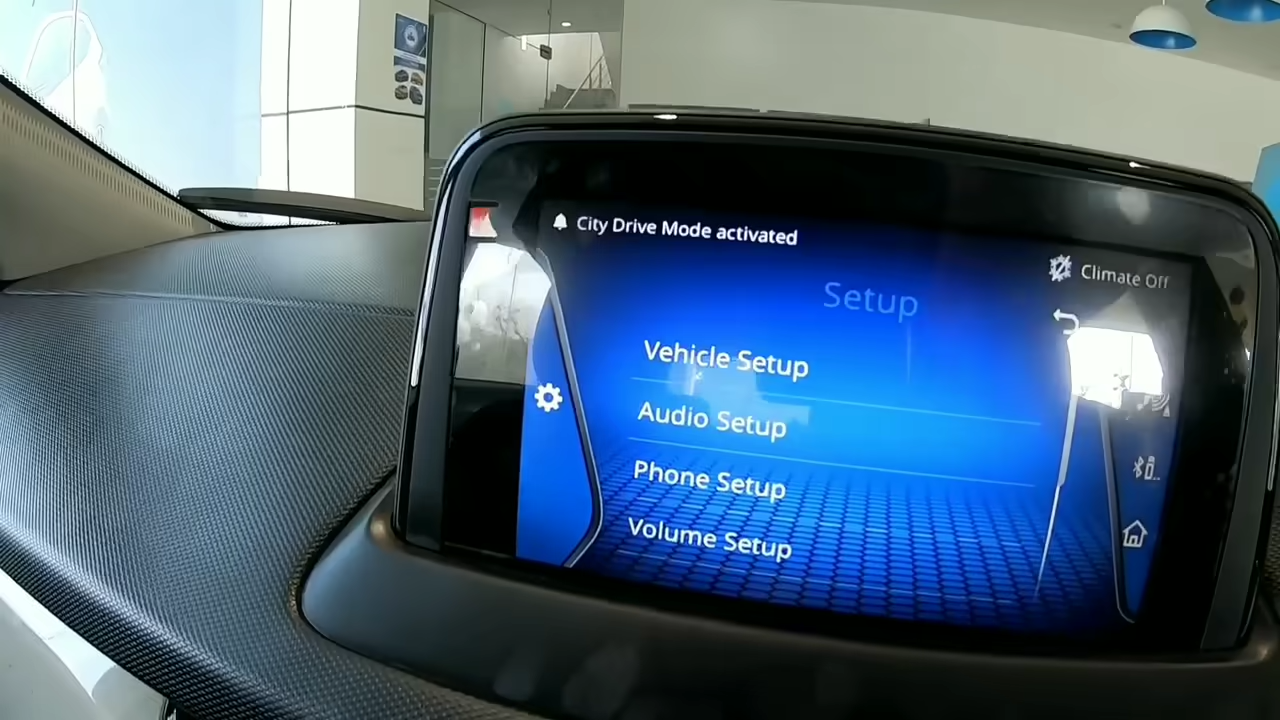 City Drive Mode activated
Climate Off
Setup
Vehicle Setup
Audio Setup
Phone Setup
Volume Setup